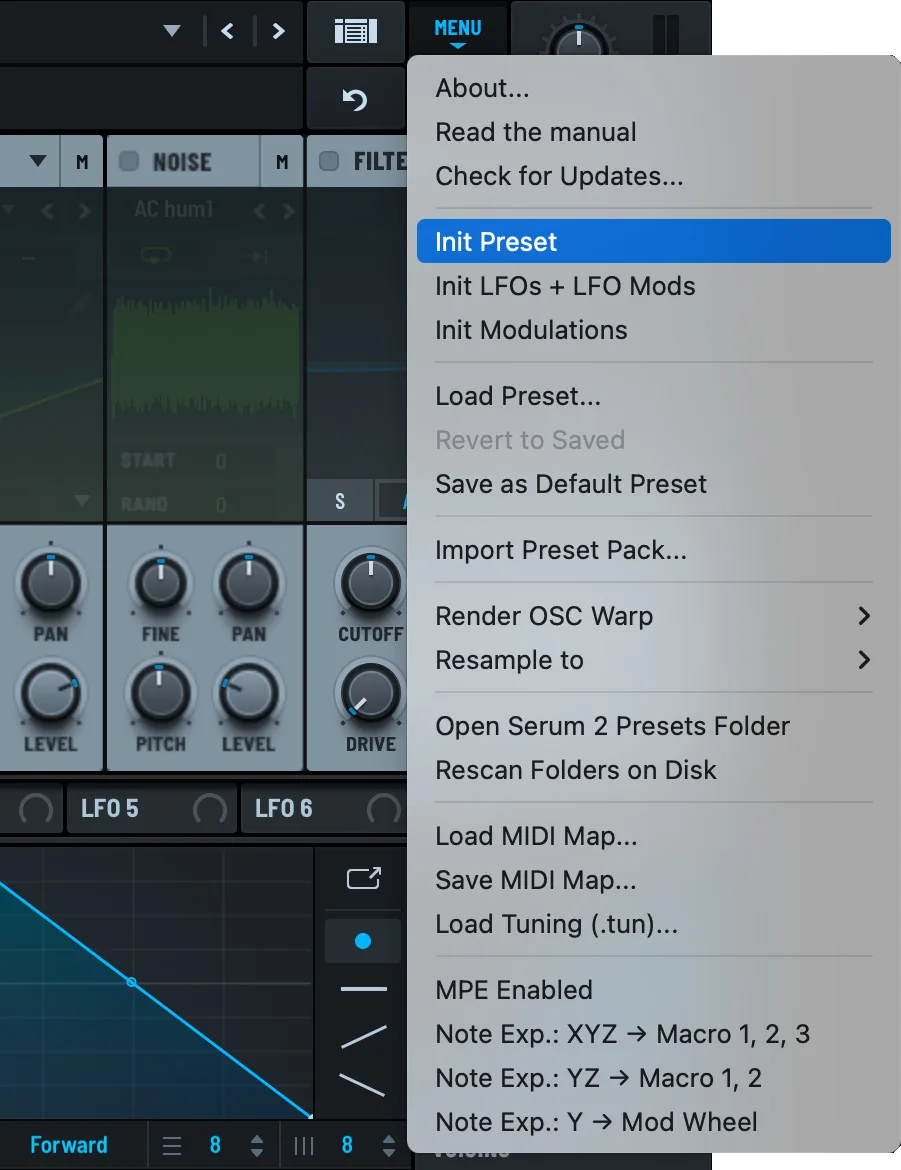 MENU
About...
Read the manual
Check for Updates...
M
NOISE
M
FILTE
AC hum1
Init Preset
Init LFOs + LFO Mods
Init Modulations
Load Preset...
Revert to Saved
Save as Default Preset
START 0
RAND 0
S
Import Preset Pack...
Render OSC Warp
Resample to
PAN
FINE
PAN
CUTOFF
LEVEL
PITCH
LEVEL
DRIVE
Open Serum 2 Presets Folder
Rescan Folders on Disk
LFO 5
LFO 6
Load MIDI Map...
Save MIDI Map...
Load Tuning (.tun)...
MPE Enabled
Note Exp.: XYZ → Macro 1, 2, 3
Note Exp.: YZ → Macro 1, 2
Note Exp.: Y → Mod Wheel
Forward
8
8